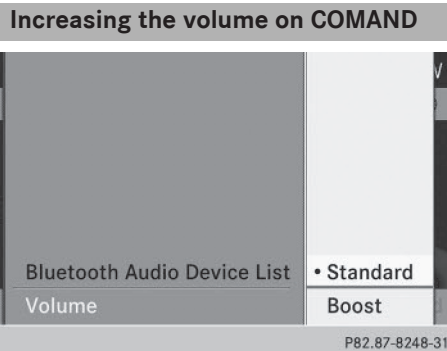 Increasing the volume on COMAND
Bluetooth Audio Device List • Standard
Volume Boost
P82.87-8248-31